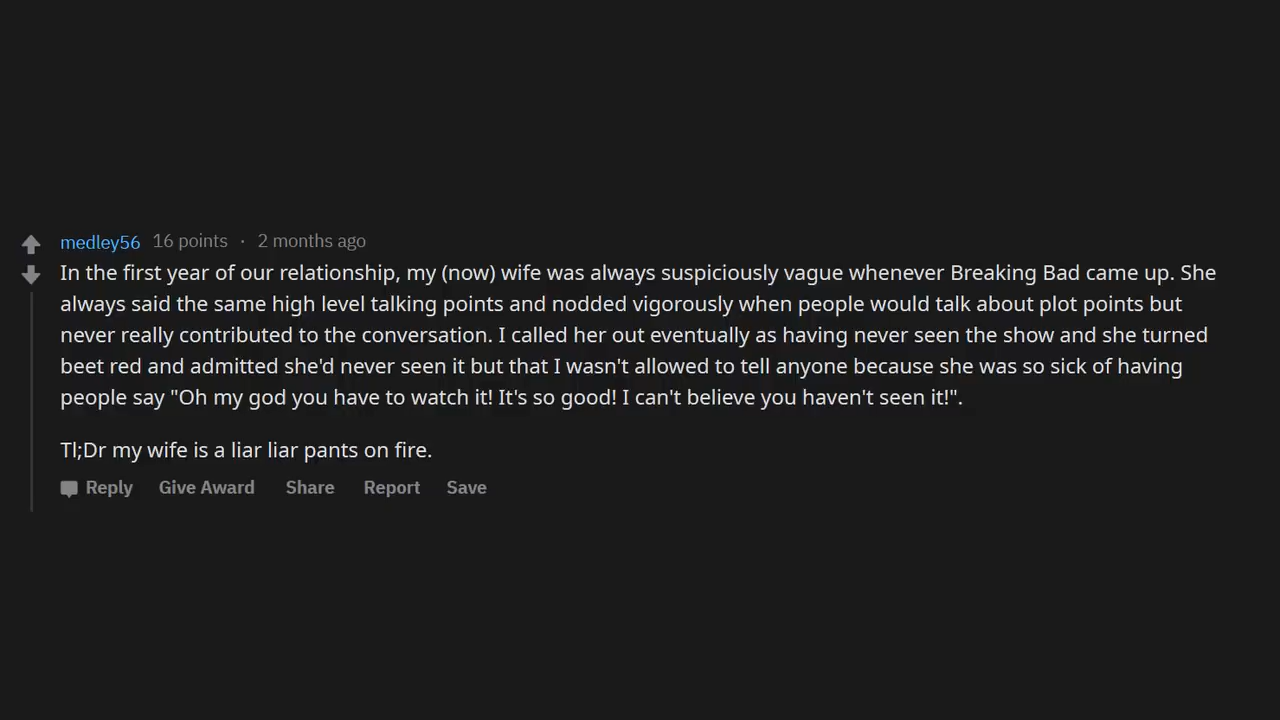 medley56 16 points · 2 months ago
In the first year of our relationship, my (now) wife was always suspiciously vague whenever Breaking Bad came up. She
always said the same high level talking points and nodded vigorously when people would talk about plot points but
never really contributed to the conversation. I called her out eventually as having never seen the show and she turned
beet red and admitted she'd never seen it but that I wasn't allowed to tell anyone because she was so sick of having
people say "Oh my god you have to watch it! It's so good! I can't believe you haven't seen it!".
Tl;Dr my wife is a liar liar pants on fire.
Reply Give Award Share Report Save